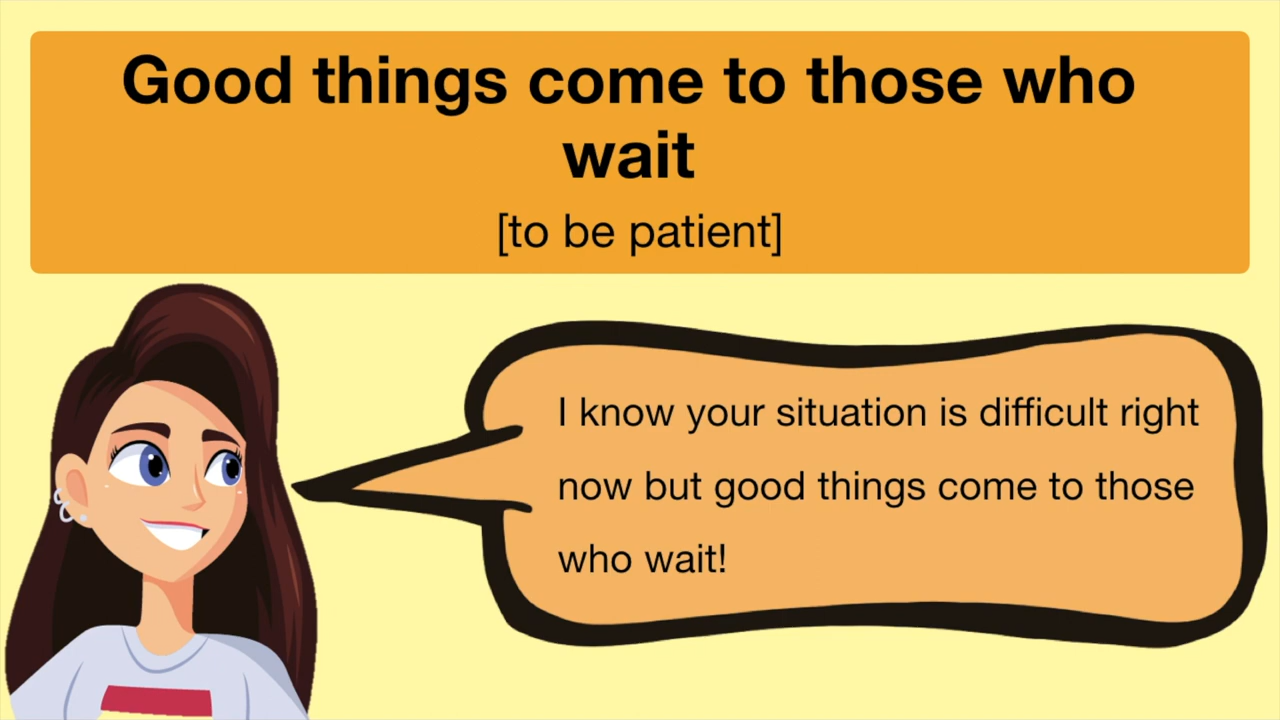 Good things come to those who
wait
[to be patient]
I know your situation is difficult right
now but good things come to those
who wait!